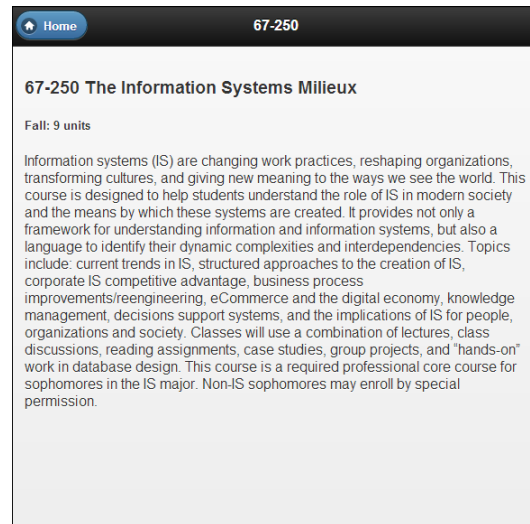 Home
67-250
67-250 The Information Systems Milieux
Fall: 9 units
Information systems (IS) are changing work practices, reshaping organizations,
transforming cultures, and giving new meaning to the ways we see the world. This
course is designed to help students understand the role of IS in modern society
and the means by which these systems are created. It provides not only a
framework for understanding information and information systems, but also a
language to identify their dynamic complexities and interdependencies. Topics
include: current trends in IS, structured approaches to the creation of IS,
corporate IS competitive advantage, business process
improvements/reengineering, eCommerce and the digital economy, knowledge
management, decisions support systems, and the implications of IS for people,
organizations and society. Classes will use a combination of lectures, class
discussions, reading assignments, case studies, group projects, and "hands-on"
work in database design. This course is a required professional core course for
sophomores in the IS major. Non-IS sophomores may enroll by special
permission.